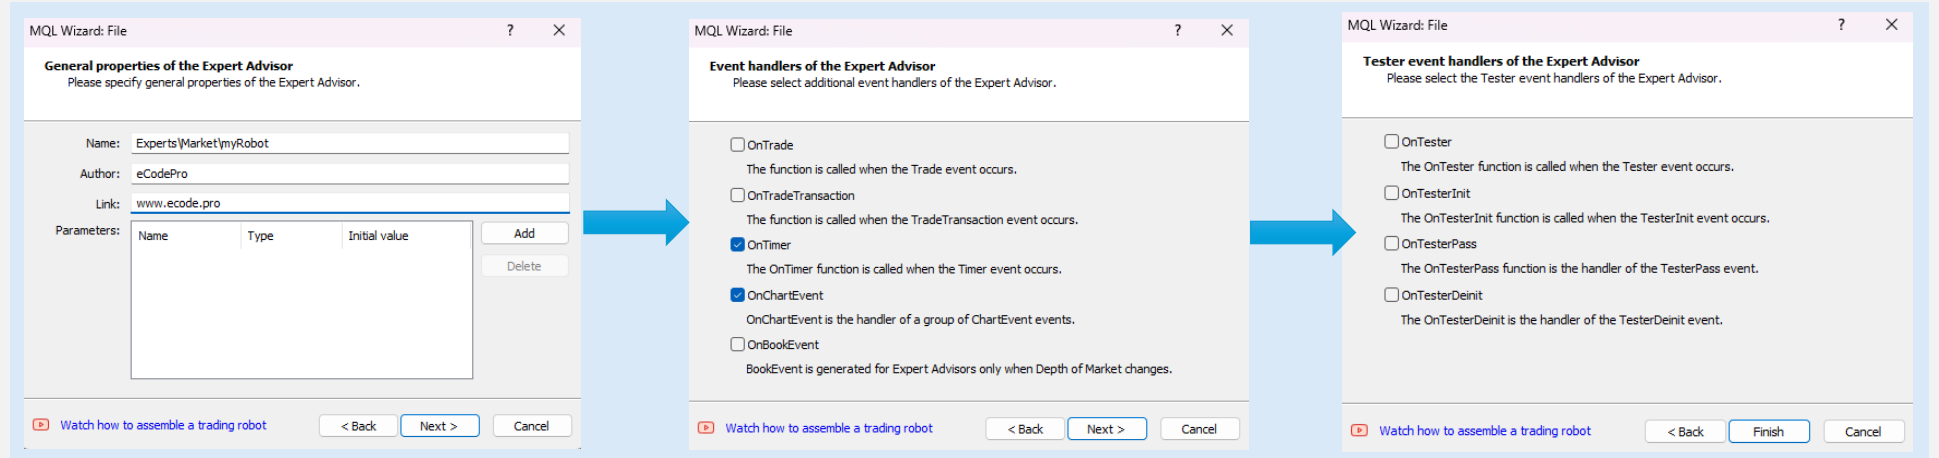 MQL Wizard: File
?
General properties of the Expert Advisor
Please specify general properties of the Expert Advisor.
Name: Experts\Market\myRobot
Author: eCodePro
Link: www.ecode.pro
Parameters: Name Type Initial value Add
Delete
Watch how to assemble a trading robot < Back Next > Cancel
MQL Wizard: File
?
Event handlers of the Expert Advisor
Please select additional event handlers of the Expert Advisor.
OnTrade
The function is called when the Trade event occurs.
OnTradeTransaction
The function is called when the TradeTransaction event occurs.
OnTimer
The OnTimer function is called when the Timer event occurs.
OnChartEvent
OnChartEvent is the handler of a group of ChartEvent events.
OnBookEvent
BookEvent is generated for Expert Advisors only when Depth of Market changes.
Watch how to assemble a trading robot < Back Next > Cancel
MQL Wizard: File
?
Tester event handlers of the Expert Advisor
Please select the Tester event handlers of the Expert Advisor.
OnTester
The OnTester function is called when the Tester event occurs.
OnTesterInit
The OnTesterInit function is called when the TesterInit event occurs.
OnTesterPass
The OnTesterPass function is the handler of the TesterPass event.
OnTesterDeinit
The OnTesterDeinit is the handler of the TesterDeinit event.
Watch how to assemble a trading robot < Back Finish Cancel